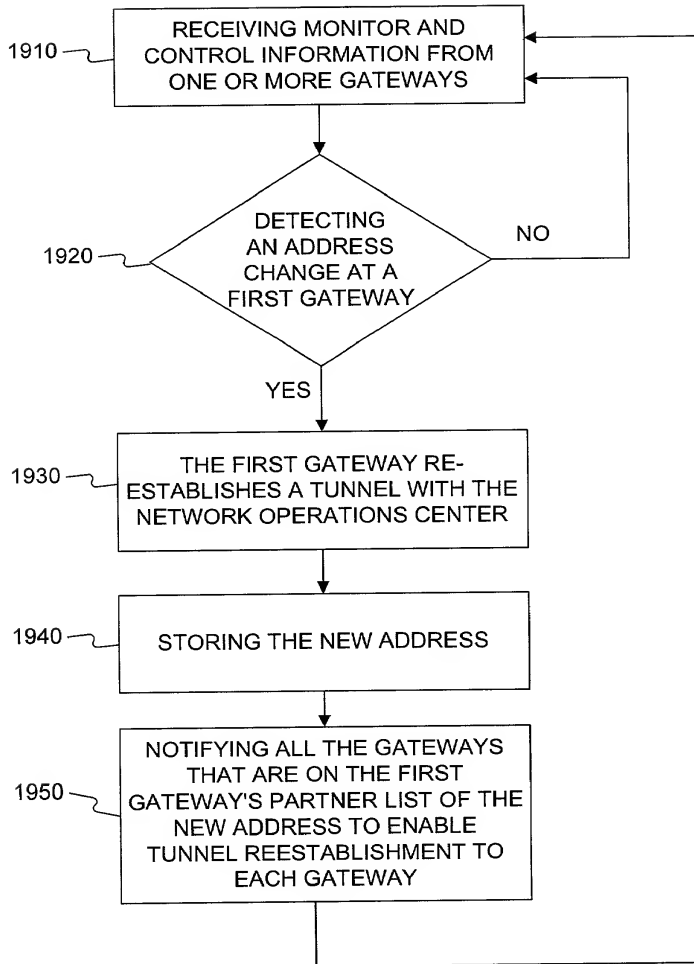 1910
RECEIVING MONITOR AND
CONTROL INFORMATION FROM
ONE OR MORE GATEWAYS
1920
DETECTING
AN ADDRESS
CHANGE AT A
FIRST GATEWAY
NO
YES
1930
THE FIRST GATEWAY RE-
ESTABLISHES A TUNNEL WITH THE
NETWORK OPERATIONS CENTER
1940
STORING THE NEW ADDRESS
1950
NOTIFYING ALL THE GATEWAYS
THAT ARE ON THE FIRST
GATEWAY'S PARTNER LIST OF THE
NEW ADDRESS TO ENABLE
TUNNEL REESTABLISHMENT TO
EACH GATEWAY